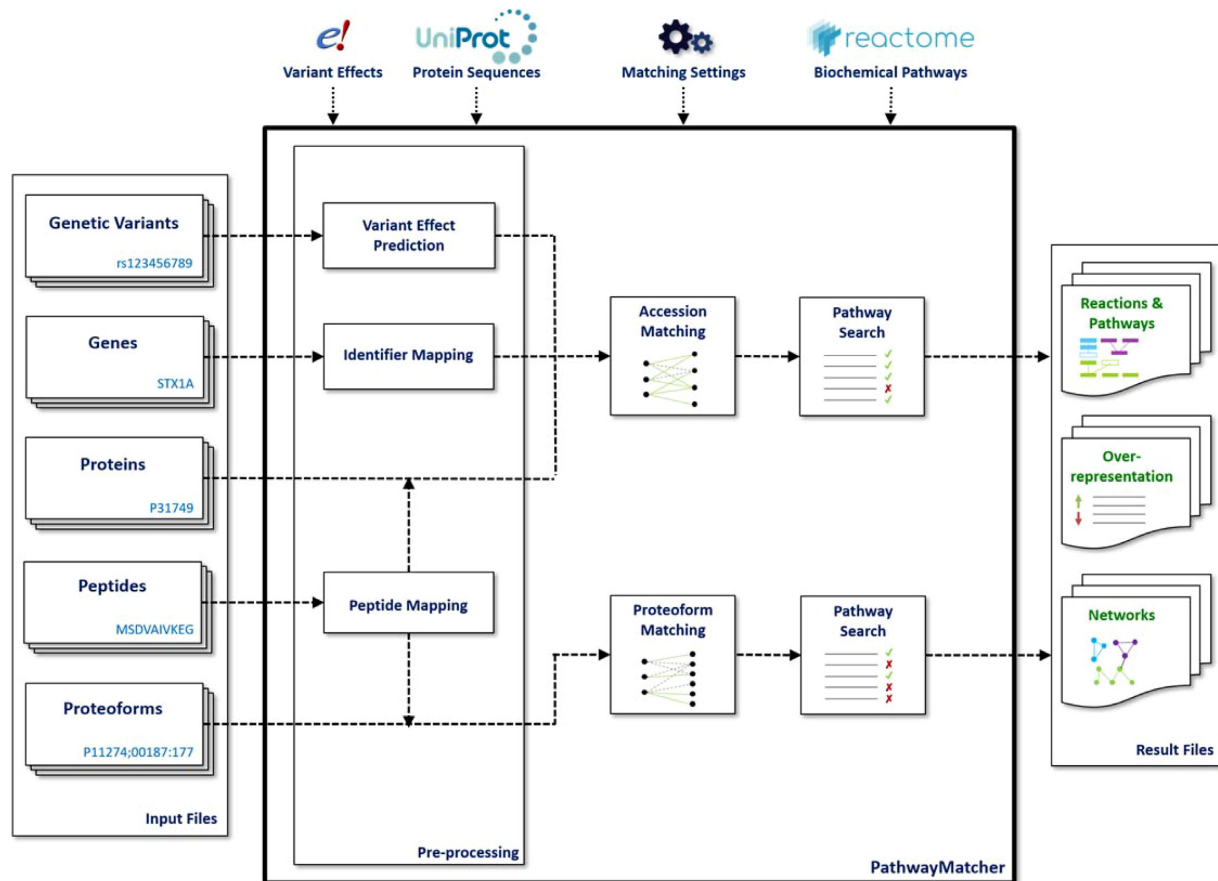 e!
UniProt
reactome
Variant Effects
Protein Sequences
Matching Settings
Biochemical Pathways
Genetic Variants
rs123456789
Genes
STX1A
Proteins
P31749
Peptides
MSDVAIVKEG
Proteoforms
P11274;00187:177
Input Files
Variant Effect
Prediction
Identifier Mapping
Peptide Mapping
Pre-processing
Accession
Matching
Pathway
Search
Proteoform
Matching
Pathway
Search
PathwayMatcher
Reactions &
Pathways
Over-
representation
Networks
Result Files